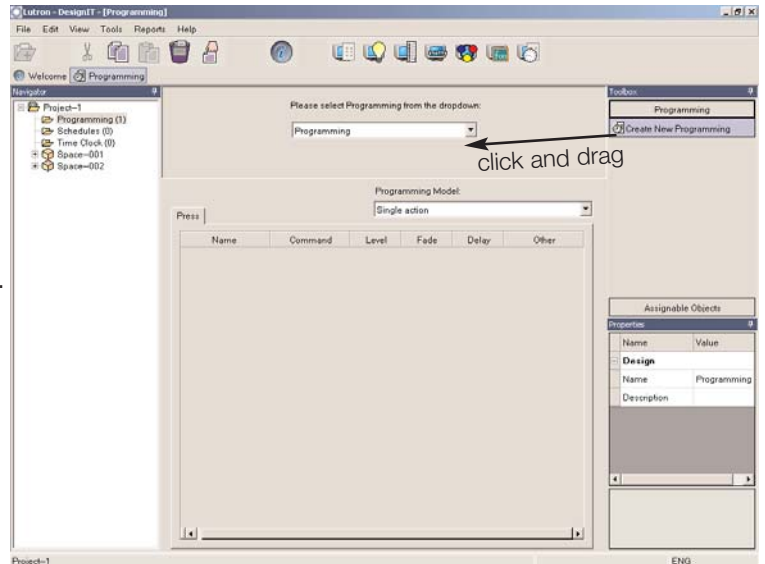 Lutron - DesignIT - [Programming]
File Edit View Tools Reports Help
Welcome Programming
Navigator
Project-1
Programming (1)
Schedules (0)
Time Clock (0)
Space-001
Space-002
Please select Programming from the dropdown:
Programming
click and drag
Programming Model:
Single action
Press
Name Command Level Fade Delay Other
Toolbox
Programming
Create New Programming
Assignable Objects
Properties
Name Value
Design
Name Programming
Description
Project-1 ENG